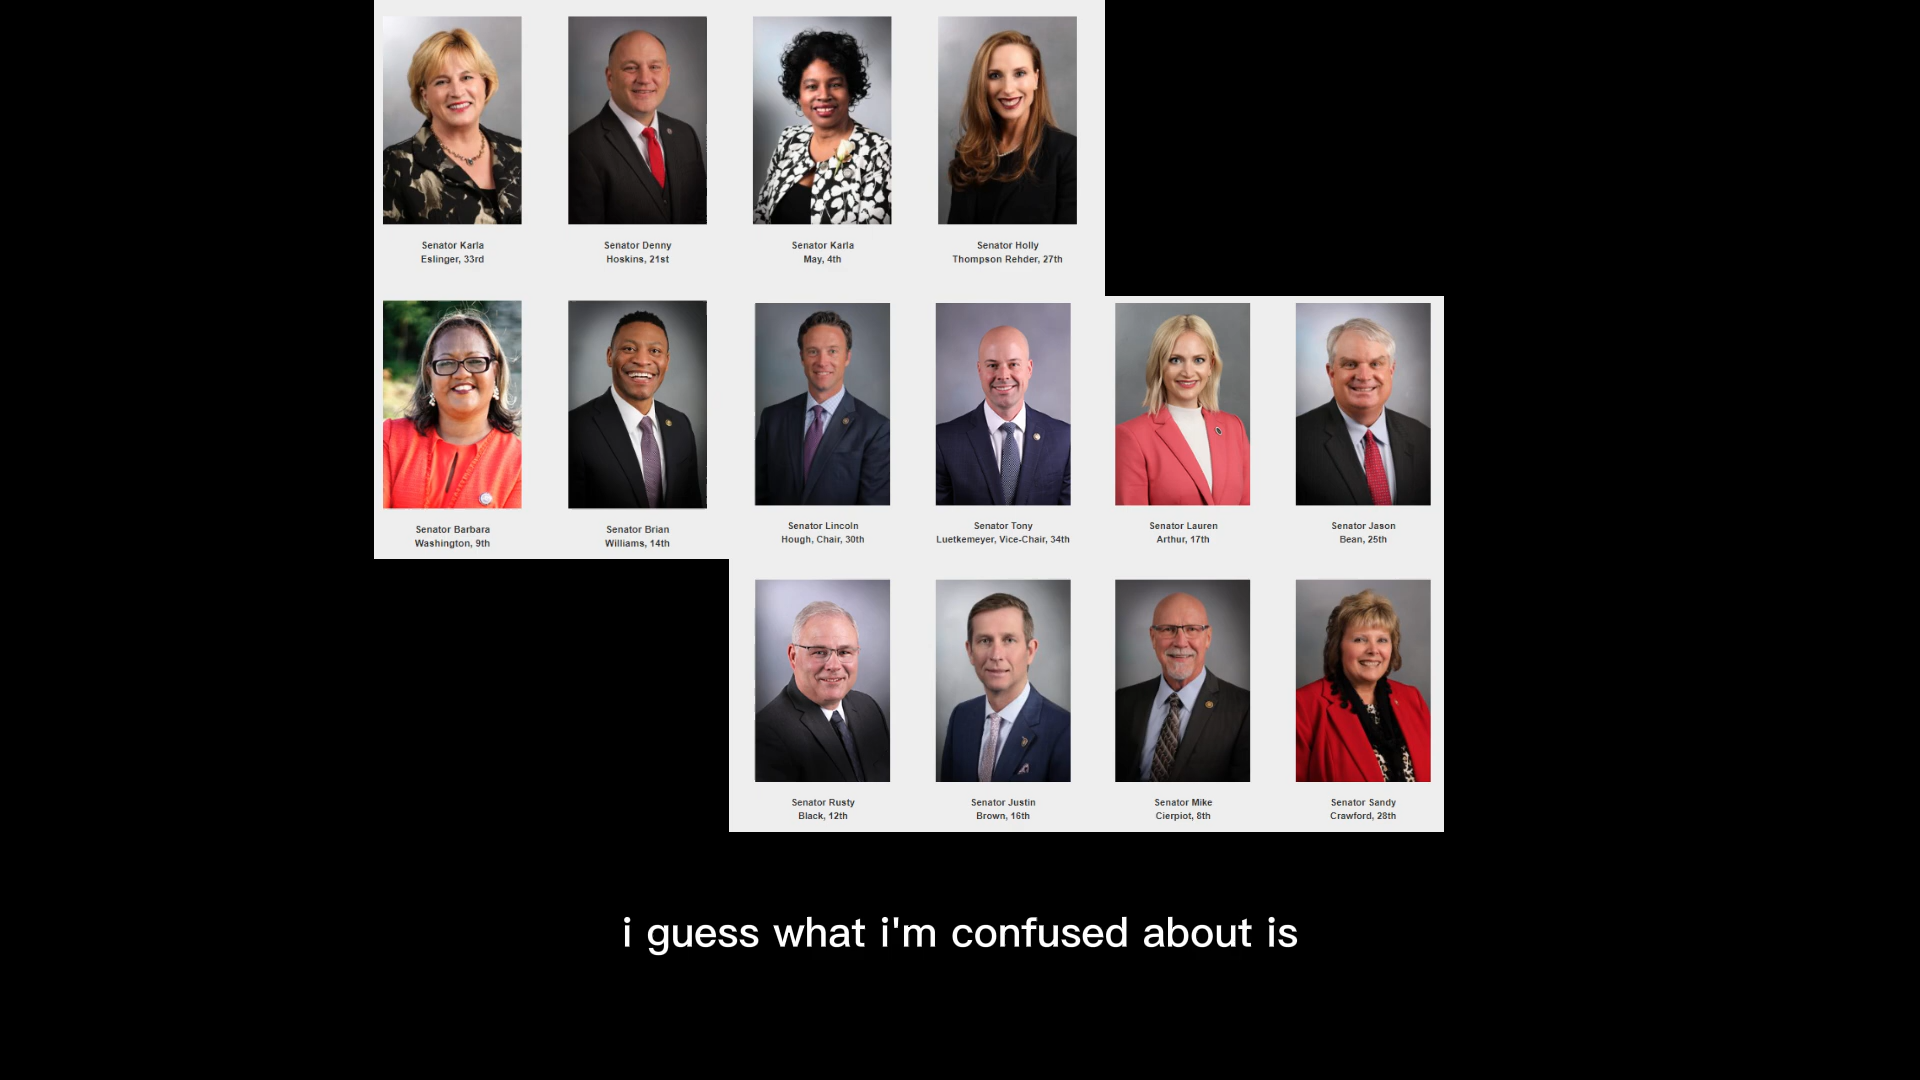 Senator Karla
Eslinger, 33rd
Senator Denny
Hoskins, 21st
Senator Karla
May, 4th
Senator Holly
Thompson Rehder, 27th
Senator Barbara
Washington, 9th
Senator Brian
Williams, 14th
Senator Lincoln
Hough, Chair, 30th
Senator Tony
Luetkemeyer, Vice-Chair, 34th
Senator Lauren
Arthur, 17th
Senator Jason
Bean, 25th
Senator Rusty
Black, 12th
Senator Justin
Brown, 16th
Senator Mike
Cierpiot, 8th
Senator Sandy
Crawford, 28th
i guess what i'm confused about is